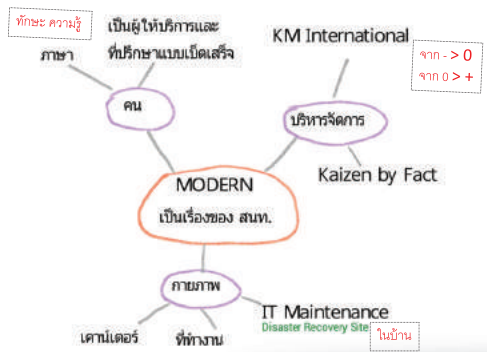 ทักษะ ความรู้
เป็นผู้ให้บริการและ
ที่ปรึกษาแบบเบ็ดเสร็จ
ภาษา
คน
KM International
จาก - > 0
จาก 0 > +
บริหารจัดการ
Kaizen by Fact
MODERN
เป็นเรื่องของ สนท.
กายภาพ
IT Maintenance
Disaster Recovery Site
ในบ้าน
เคาน์เตอร์
ที่ทำงาน